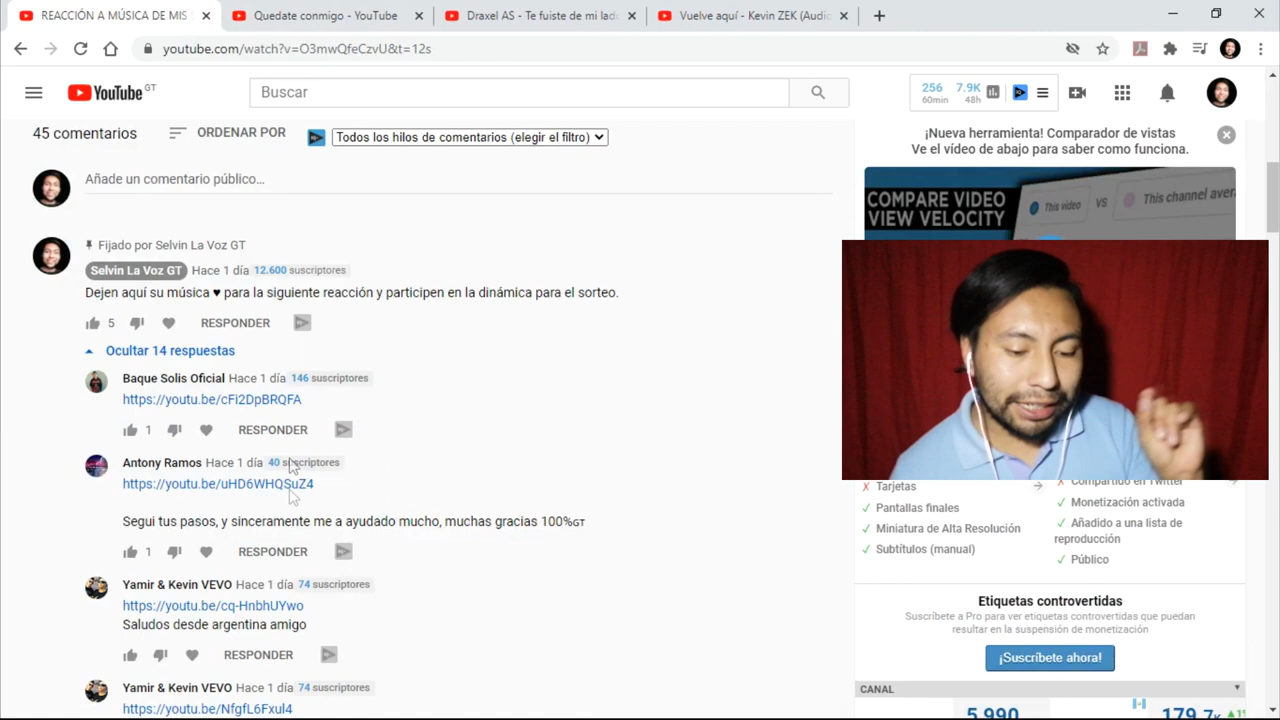 REACCIÓN A MÚSICA DE MIS
Quedate conmigo - YouTube
Draxel AS - Te fuiste de mi lad
Vuelve aquí - Kevin ZEK (Audio
youtube.com/watch?v=O3mwQfeCzvU&t=12s
YouTube GT
Buscar
256 60min
7.9K 48h
45 comentarios
ORDENAR POR
Todos los hilos de comentarios (elegir el filtro)
Añade un comentario público...
Fijado por Selvin La Voz GT
Selvin La Voz GT Hace 1 día 12.600 suscriptores
Dejen aquí su música ♥ para la siguiente reacción y participen en la dinámica para el sorteo.
5 RESPONDER
Ocultar 14 respuestas
Baque Solis Oficial Hace 1 día 146 suscriptores
https://youtu.be/cFi2DpBRQFA
1 RESPONDER
Antony Ramos Hace 1 día 40 suscriptores
https://youtu.be/uHD6WHQSuZ4
Segui tus pasos, y sinceramente me a ayudado mucho, muchas gracias 100%GT
1 RESPONDER
Yamir & Kevin VEVO Hace 1 día 74 suscriptores
https://youtu.be/cq-HnbhUYwo
Saludos desde argentina amigo
RESPONDER
Yamir & Kevin VEVO Hace 1 día 74 suscriptores
https://youtu.be/NfgfL6Fxul4
¡Nueva herramienta! Comparador de vistas
Ve el vídeo de abajo para saber como funciona.
COMPARE VIDEO
VIEW VELOCITY
This video VS This channel aver
✗ Tarjetas
✓ Pantallas finales
✓ Miniatura de Alta Resolución
✓ Subtítulos (manual)
✗ Compartido en Twitter
✓ Monetización activada
✓ Añadido a una lista de
reproducción
✓ Público
Etiquetas controvertidas
Suscríbete a Pro para ver etiquetas controvertidas que puedan
resultar en la suspensión de monetización
¡Suscríbete ahora!
CANAL
5,990
179,7K